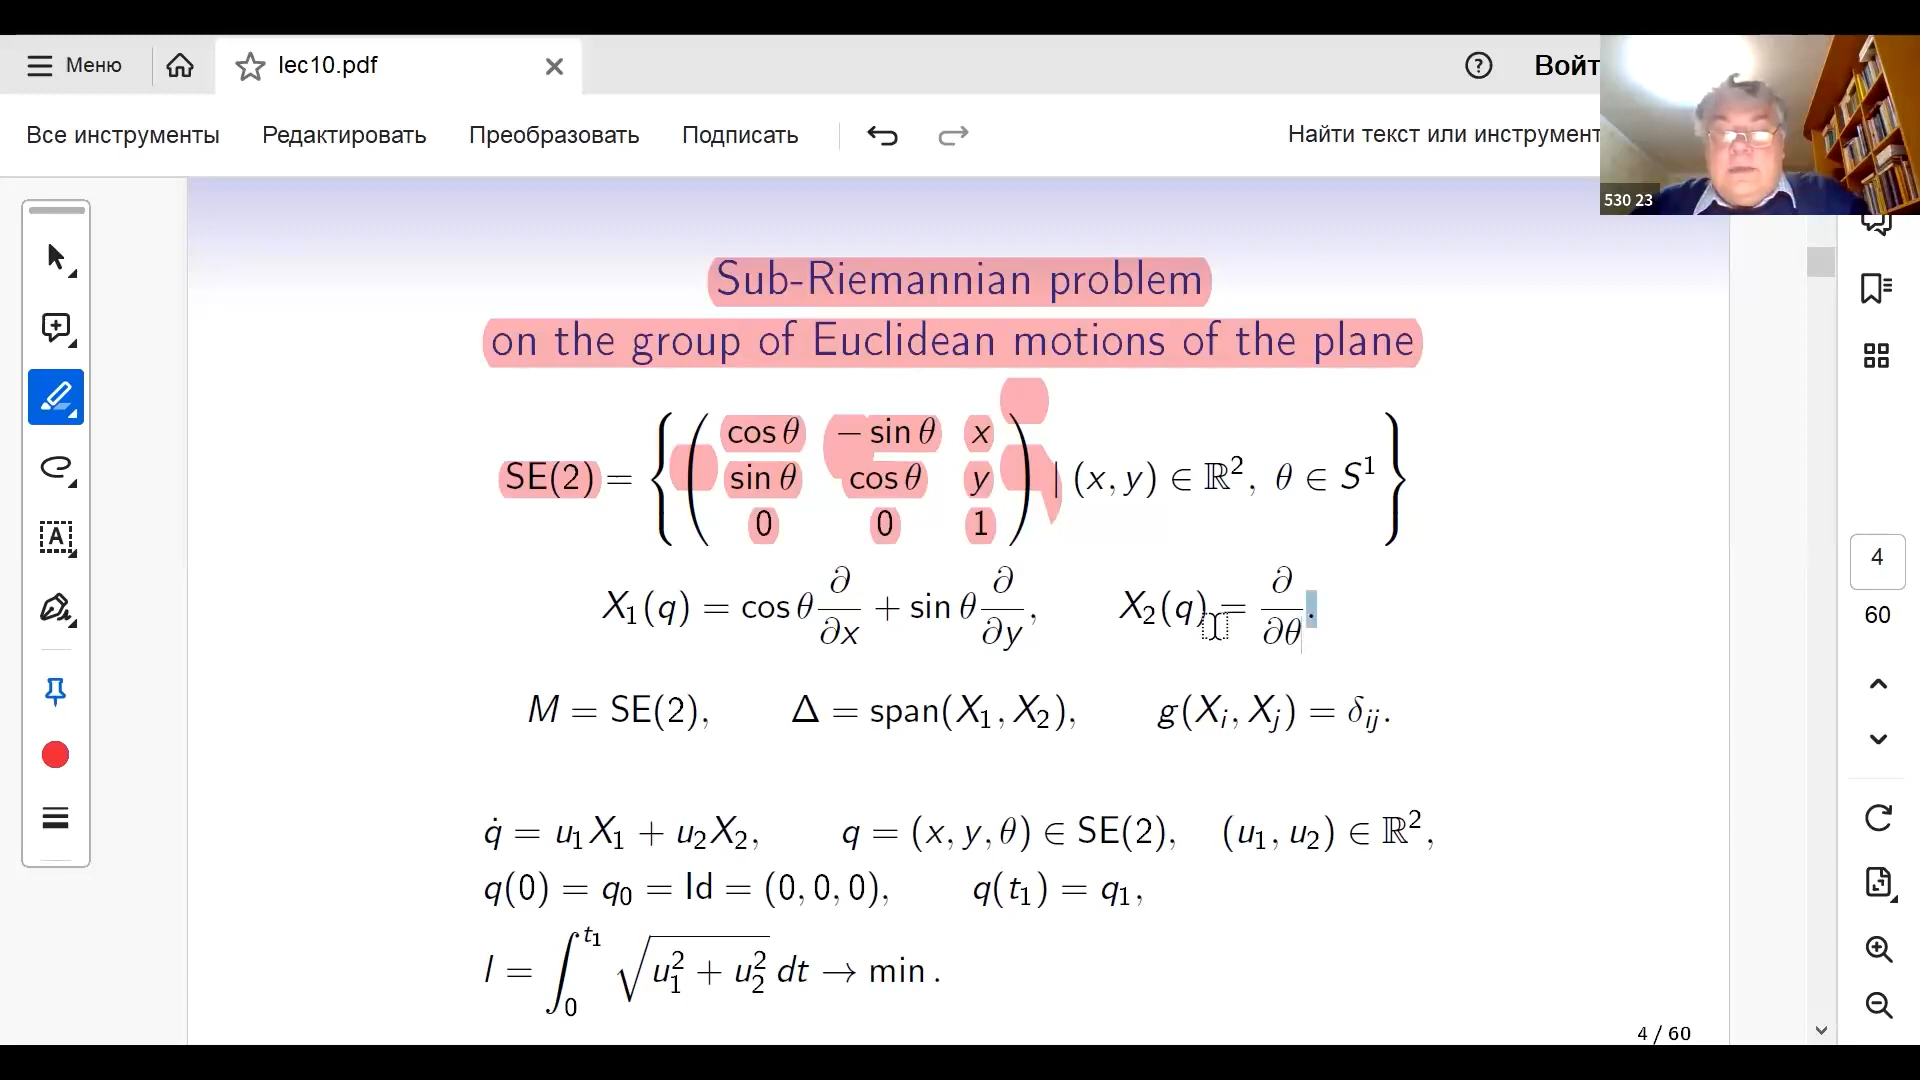 Меню
lec10.pdf
Войт
Все инструменты Редактировать Преобразовать Подписать
Найти текст или инструмент
530 23
Sub-Riemannian problem
on the group of Euclidean motions of the plane
SE(2) = { ( cos θ − sin θ x
sin θ cos θ y
0 0 1 ) | (x, y) ∈ ℝ², θ ∈ S¹ }
X₁(q) = cos θ ∂/∂x + sin θ ∂/∂y, X₂(q) = ∂/∂θ.
M = SE(2), Δ = span(X₁, X₂), g(Xᵢ, Xⱼ) = δᵢⱼ.
q̇ = u₁X₁ + u₂X₂, q = (x, y, θ) ∈ SE(2), (u₁, u₂) ∈ ℝ²,
q(0) = q₀ = Id = (0, 0, 0), q(t₁) = q₁,
l = ∫₀^t₁ √(u₁² + u₂²) dt → min .
4 / 60
4
60